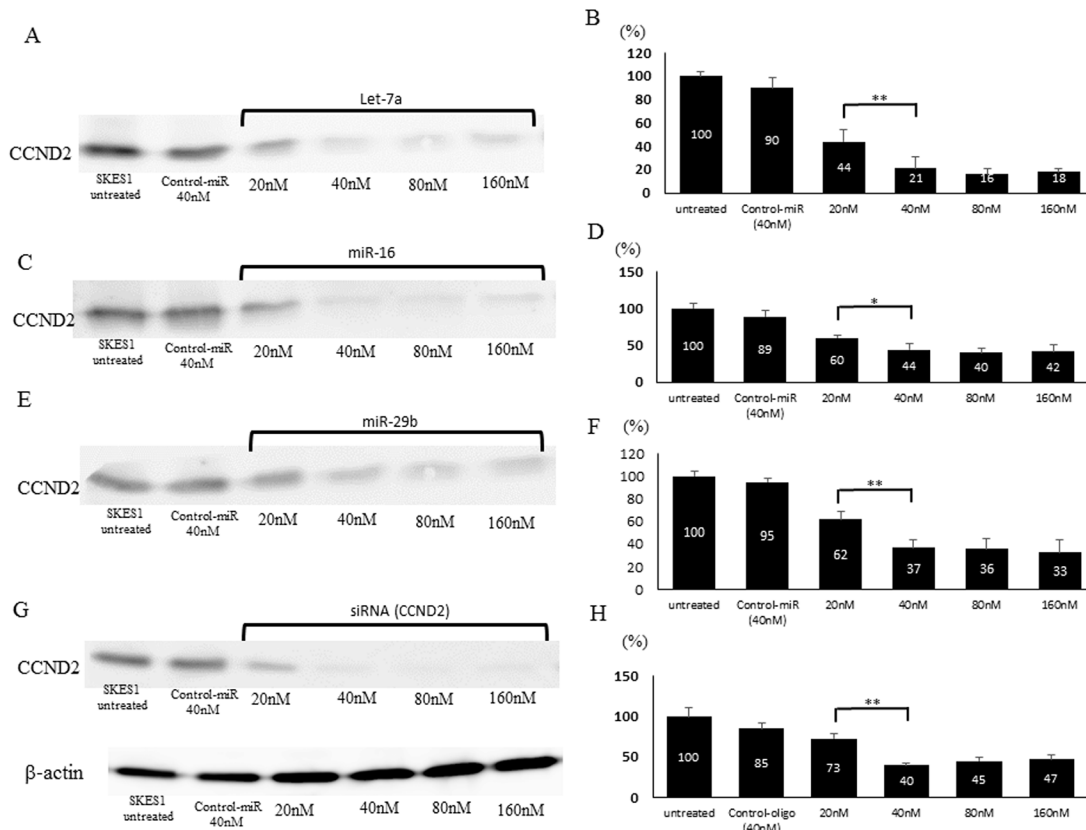 A
Let-7a
CCND2
SKES1
untreated
Control-miR
40nM
20nM
40nM
80nM
160nM
B
(%)
120
100
80
60
40
20
0
**
100
90
44
21
16
18
untreated
Control-miR
(40nM)
20nM
40nM
80nM
160nM
C
miR-16
CCND2
SKES1
untreated
Control-miR
40nM
20nM
40nM
80nM
160nM
D
(%)
150
100
50
0
*
100
89
60
44
40
42
untreated
Control-miR
(40nM)
20nM
40nM
80nM
160nM
E
miR-29b
CCND2
SKES1
untreated
Control-miR
40nM
20nM
40nM
80nM
160nM
F
(%)
120
100
80
60
40
20
0
**
100
95
62
37
36
33
untreated
Control-miR
(40nM)
20nM
40nM
80nM
160nM
G
siRNA (CCND2)
CCND2
SKES1
untreated
Control-miR
40nM
20nM
40nM
80nM
160nM
β-actin
SKES1
untreated
Control-miR
40nM
20nM
40nM
80nM
160nM
H
(%)
150
100
50
0
**
100
85
73
40
45
47
untreated
Control-oligo
(40nM)
20nM
40nM
80nM
160nM